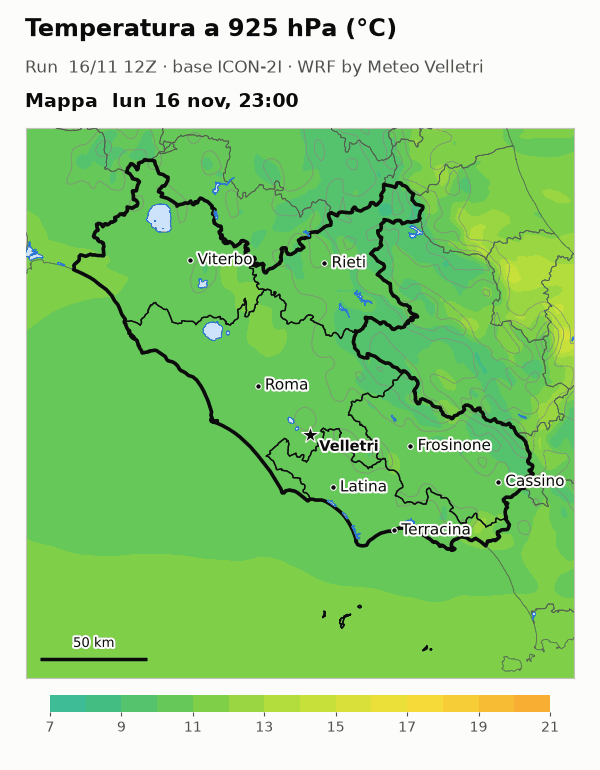 Temperatura a 925 hPa (°C)
Run  16/11 12Z · base ICON-2I · WRF by Meteo Velletri
Mappa  lun 16 nov, 23:00
Viterbo
Rieti
Roma
Velletri
Frosinone
Cassino
Latina
Terracina
50 km
7 9 11 13 15 17 19 21